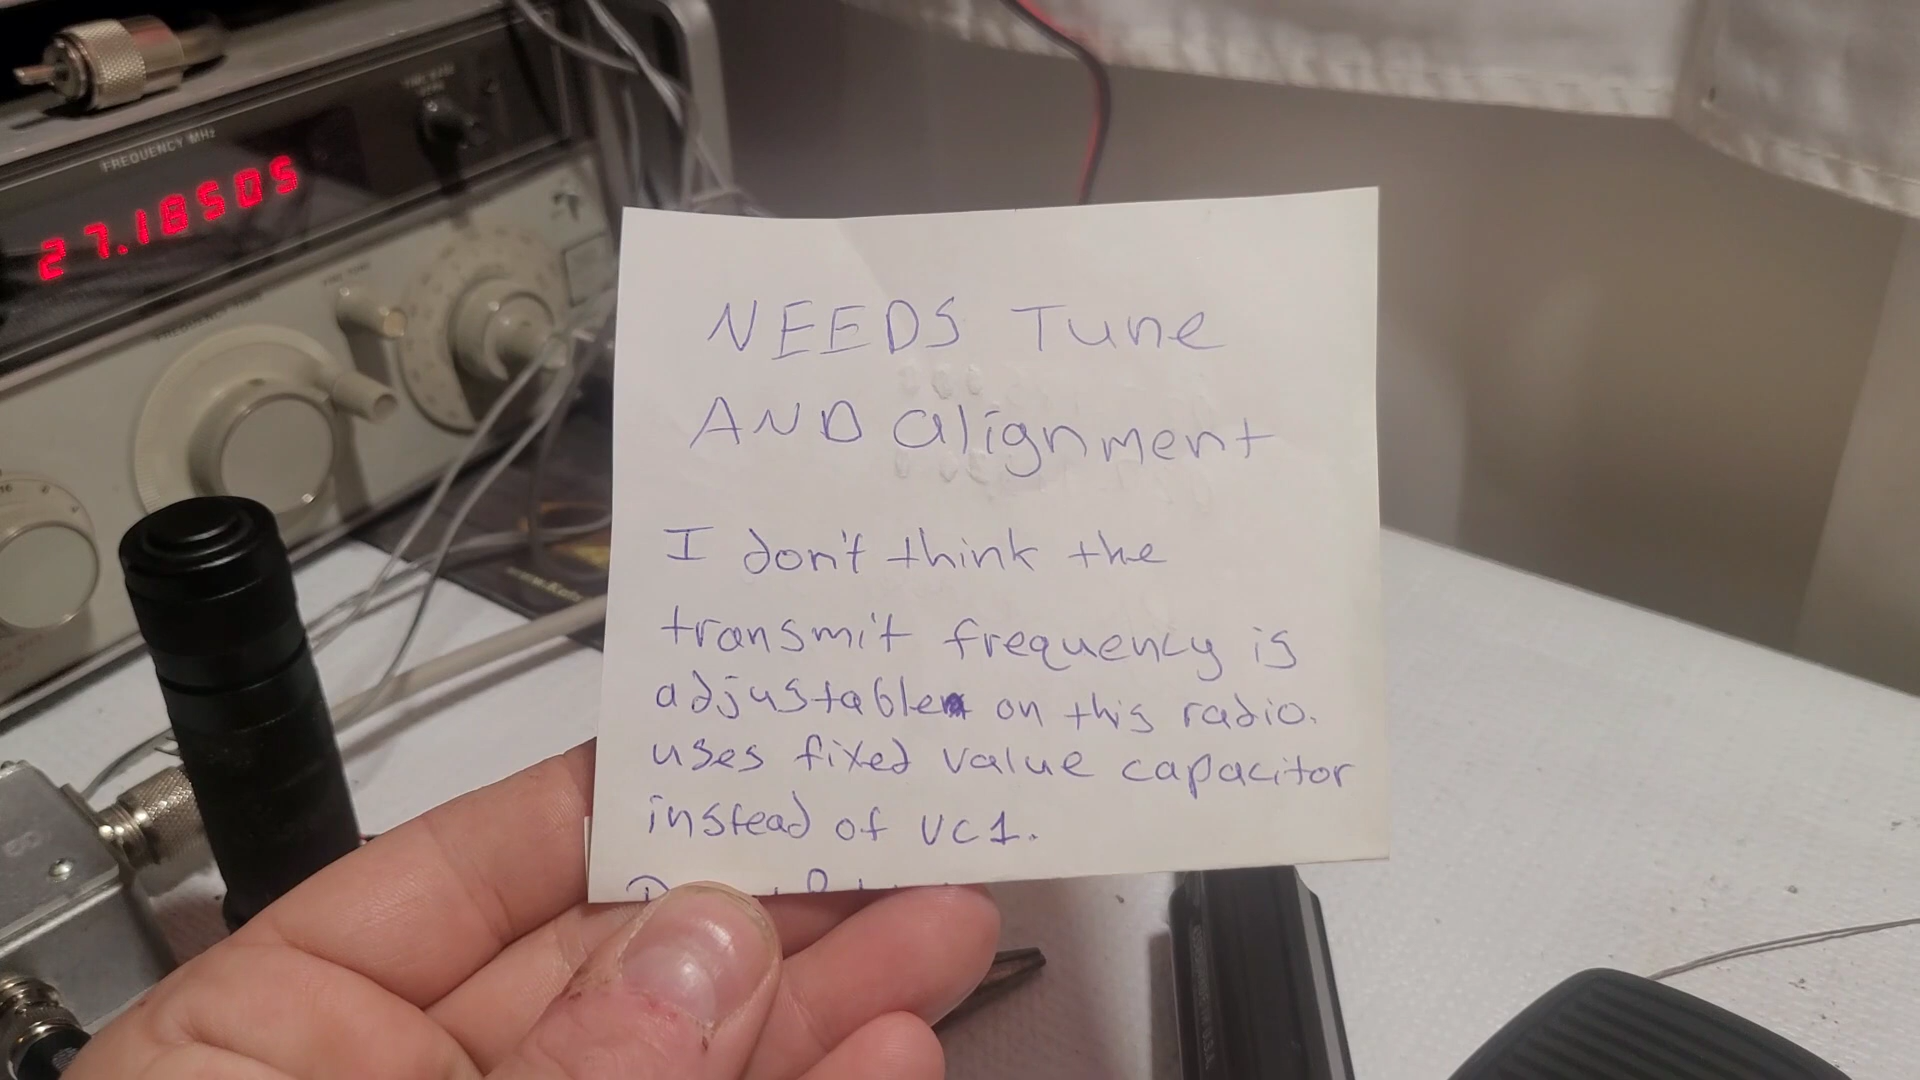 FREQUENCY MHz
27.18505
NEEDS Tune
AND alignment
I don't think the
transmit frequency is
adjustable on this radio.
uses fixed value capacitor
instead of VC1.